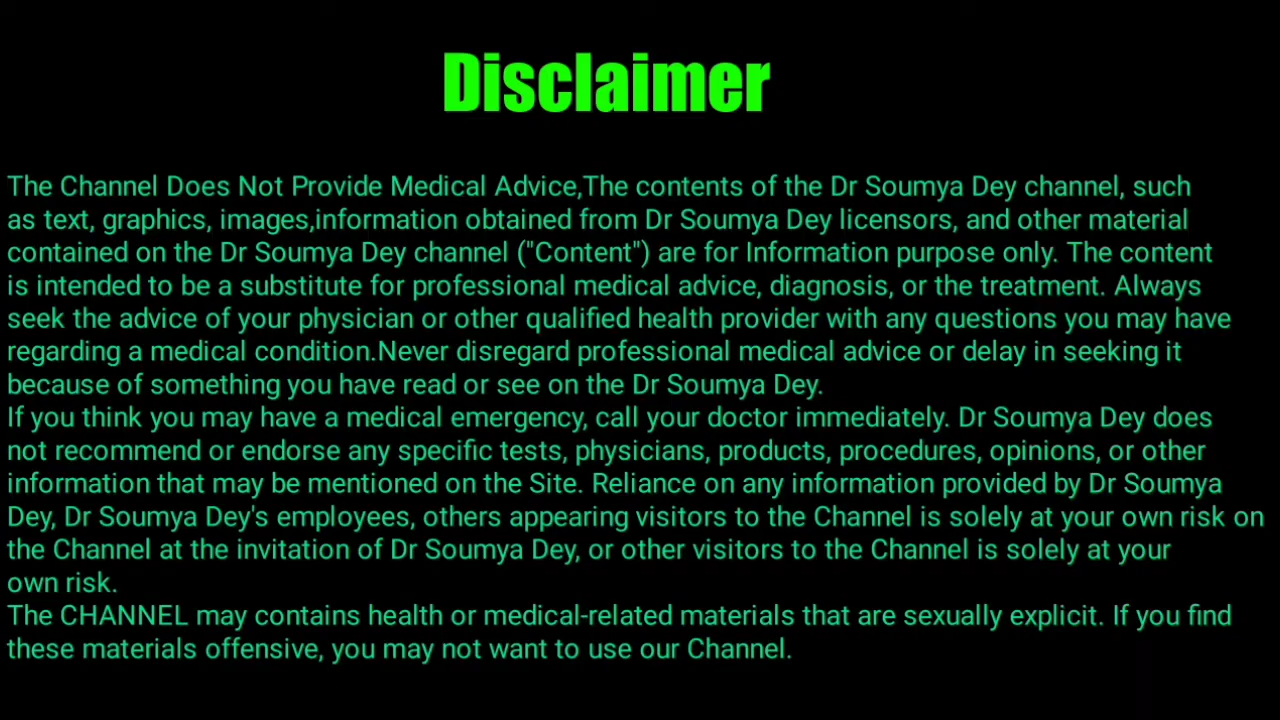 Disclaimer
The Channel Does Not Provide Medical Advice,The contents of the Dr Soumya Dey channel, such
as text, graphics, images,information obtained from Dr Soumya Dey licensors, and other material
contained on the Dr Soumya Dey channel ("Content") are for Information purpose only. The content
is intended to be a substitute for professional medical advice, diagnosis, or the treatment. Always
seek the advice of your physician or other qualified health provider with any questions you may have
regarding a medical condition.Never disregard professional medical advice or delay in seeking it
because of something you have read or see on the Dr Soumya Dey.
If you think you may have a medical emergency, call your doctor immediately. Dr Soumya Dey does
not recommend or endorse any specific tests, physicians, products, procedures, opinions, or other
information that may be mentioned on the Site. Reliance on any information provided by Dr Soumya
Dey, Dr Soumya Dey's employees, others appearing visitors to the Channel is solely at your own risk on
the Channel at the invitation of Dr Soumya Dey, or other visitors to the Channel is solely at your
own risk.
The CHANNEL may contains health or medical-related materials that are sexually explicit. If you find
these materials offensive, you may not want to use our Channel.